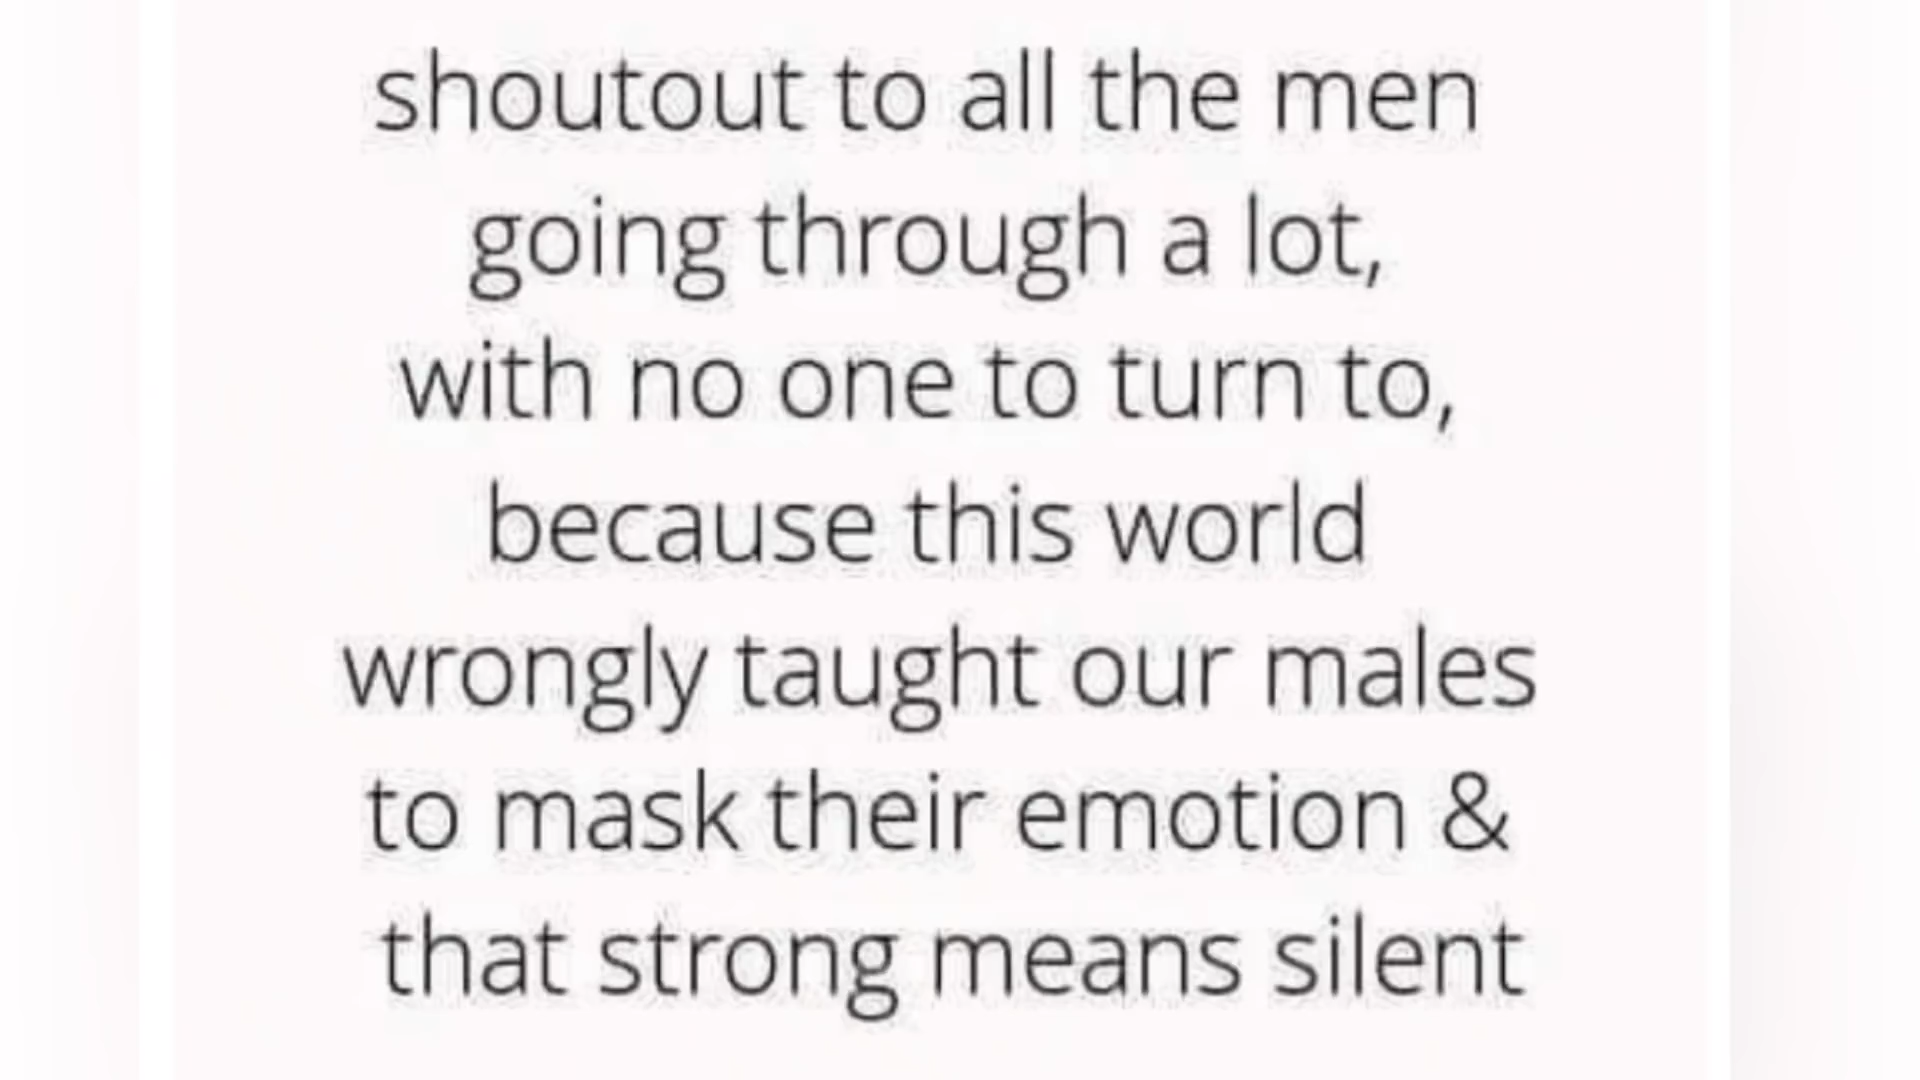 shoutout to all the men
going through a lot,
with no one to turn to,
because this world
wrongly taught our males
to mask their emotion &
that strong means silent